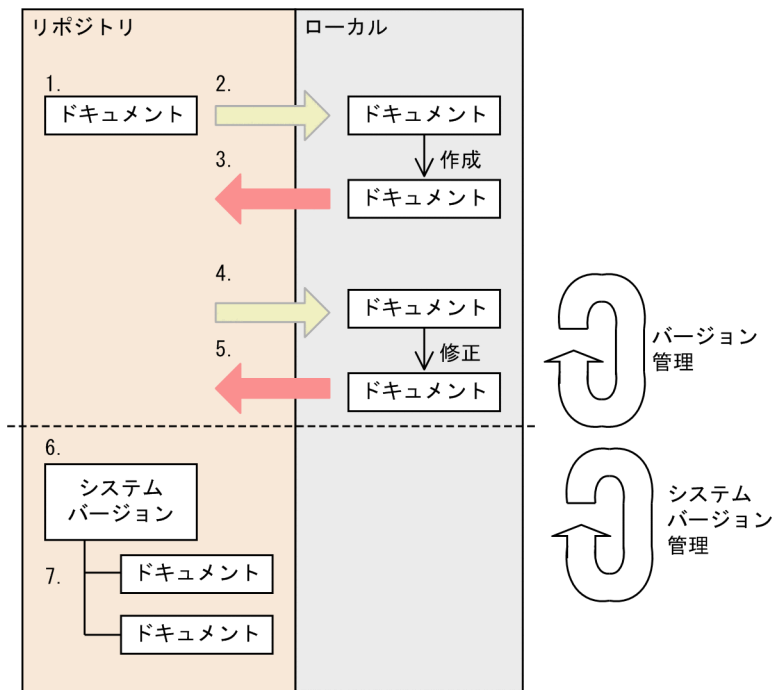 リポジトリ
ローカル
1.
2.
ドキュメント
ドキュメント
3.
作成
ドキュメント
4.
ドキュメント
5.
修正
ドキュメント
バージョン
管理
6.
システム
バージョン
7.
ドキュメント
ドキュメント
システム
バージョン
管理